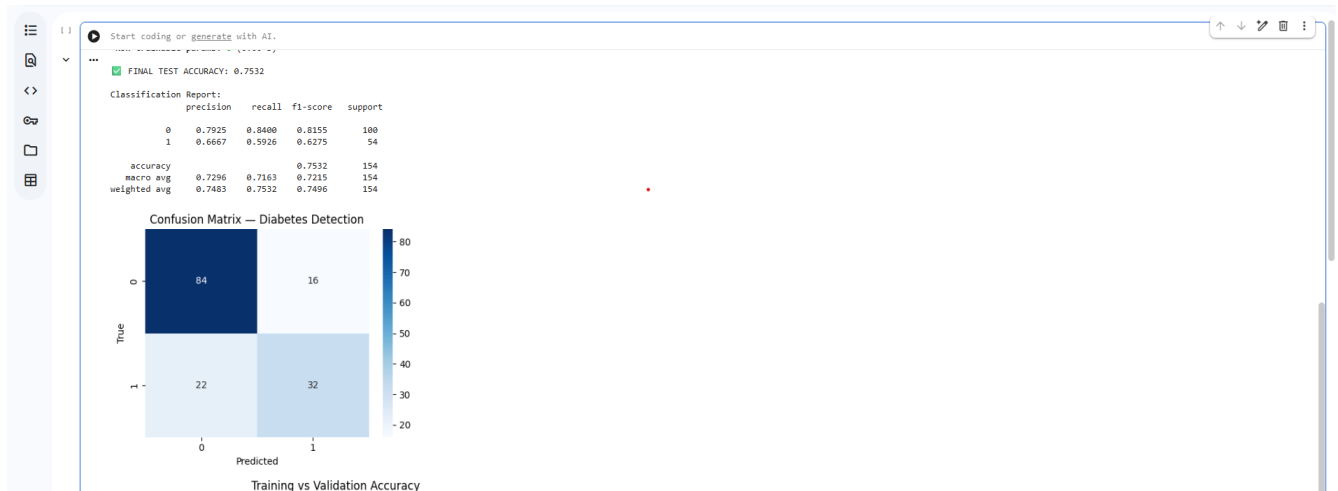 [ ]
Start coding or generate with AI.
...
✅ FINAL TEST ACCURACY: 0.7532
Classification Report:
precision recall f1-score support
0 0.7925 0.8400 0.8155 100
1 0.6667 0.5926 0.6275 54
accuracy 0.7532 154
macro avg 0.7296 0.7163 0.7215 154
weighted avg 0.7483 0.7532 0.7496 154
Confusion Matrix — Diabetes Detection
84 16
22 32
0
1
True
0 1
Predicted
80
70
60
50
40
30
20
Training vs Validation Accuracy